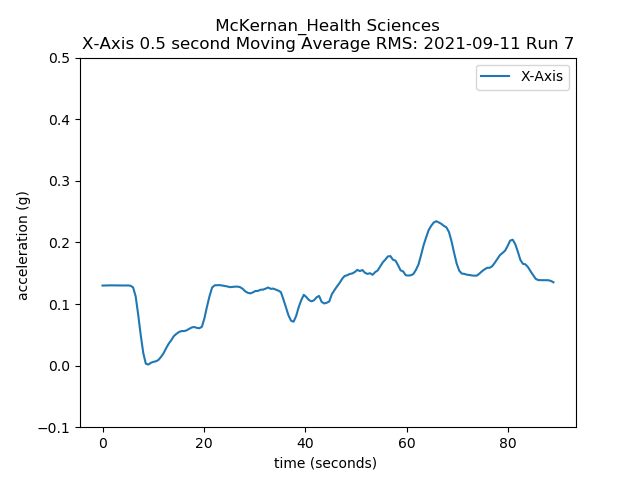 McKernan_Health Sciences
X-Axis 0.5 second Moving Average RMS: 2021-09-11 Run 7
X-Axis
acceleration (g)
0.5
0.4
0.3
0.2
0.1
0.0
−0.1
0 20 40 60 80
time (seconds)